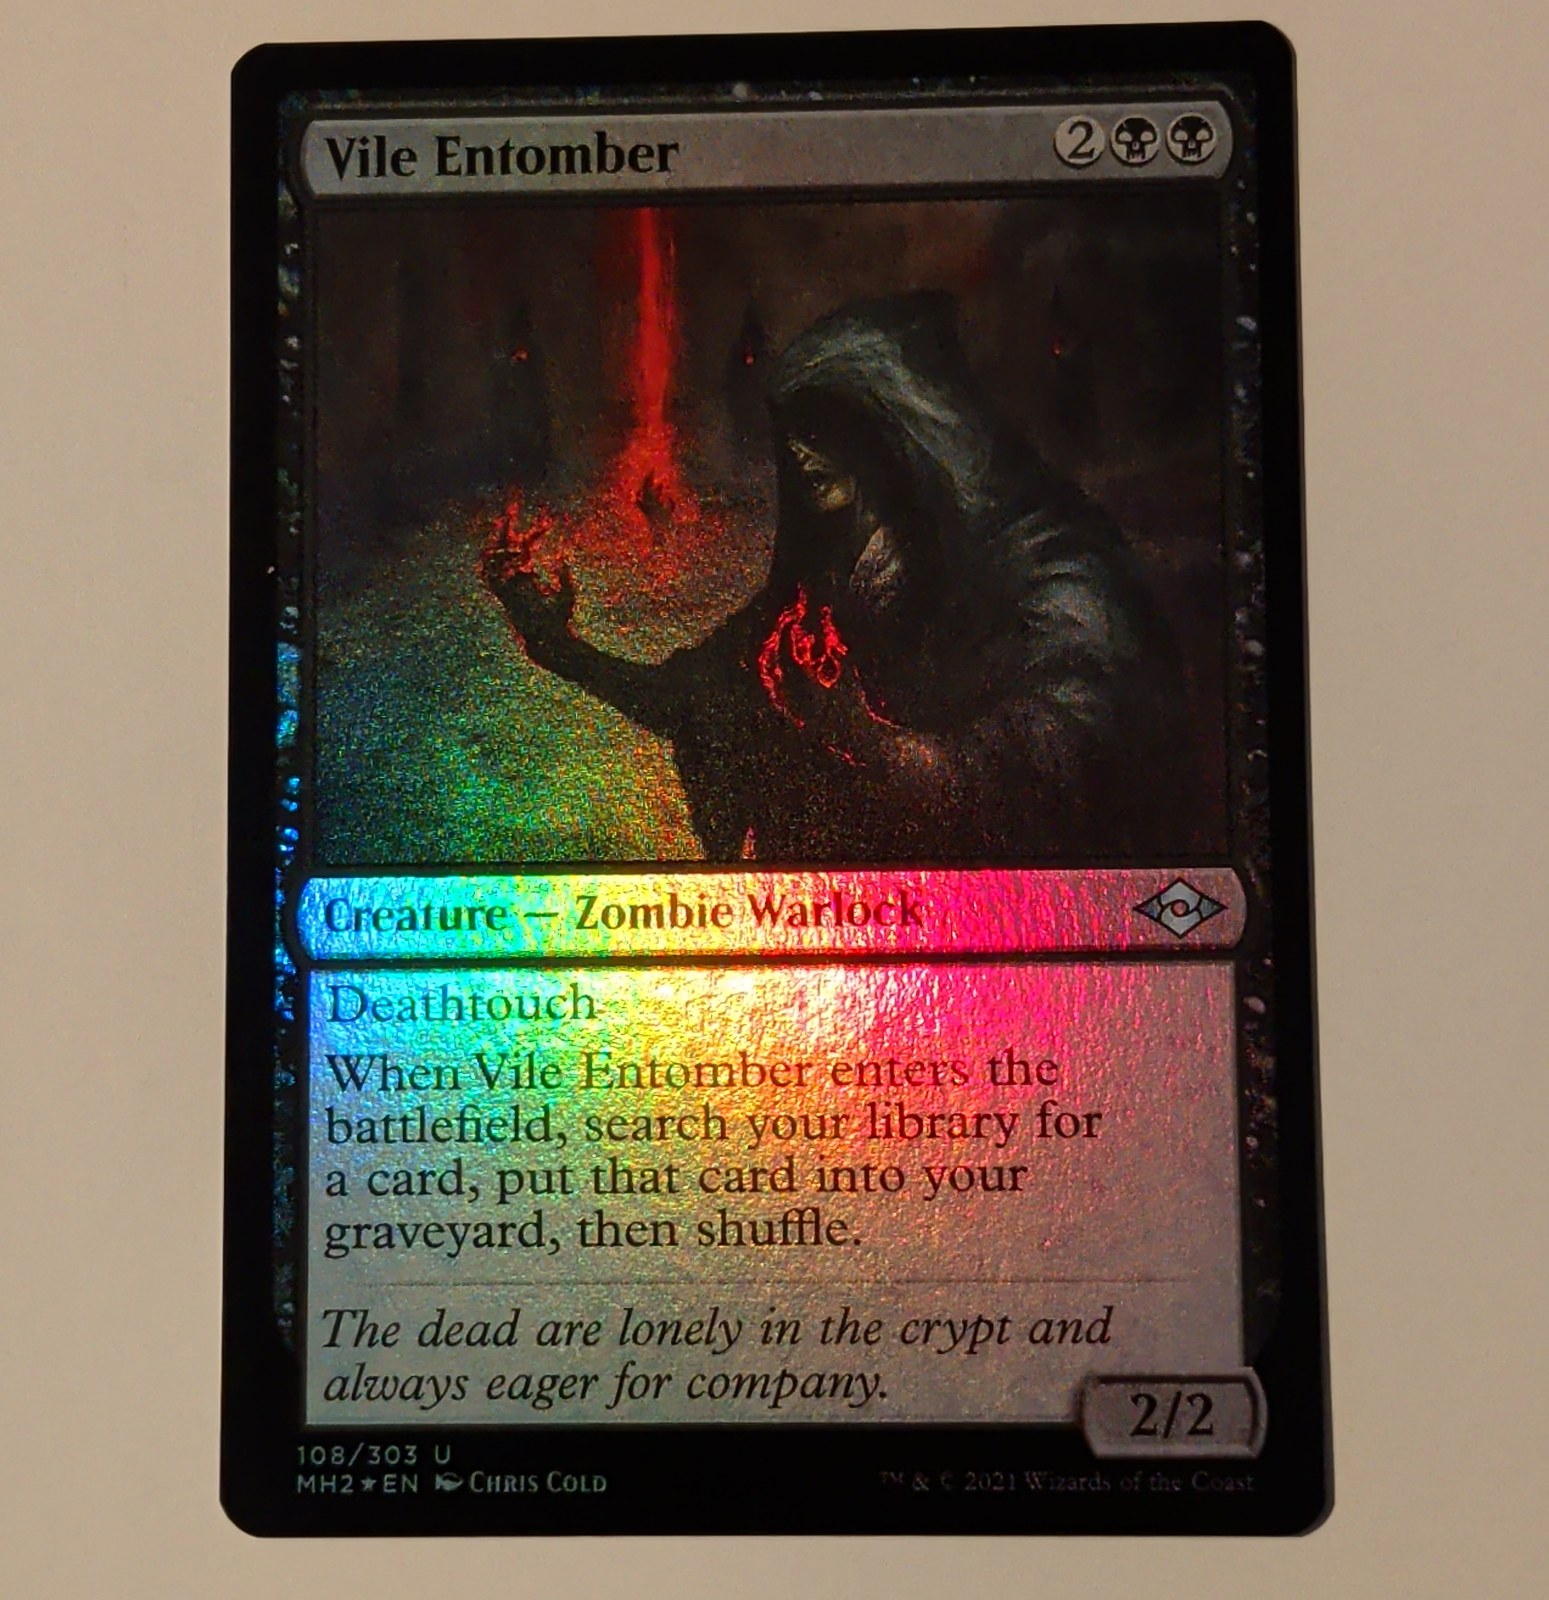 Vile Entomber 2
Creature — Zombie Warlock
Deathtouch
When Vile Entomber enters the
battlefield, search your library for
a card, put that card into your
graveyard, then shuffle.
The dead are lonely in the crypt and
always eager for company.
2/2
108/303 U
MH2★EN Chris Cold
™ & © 2021 Wizards of the Coast